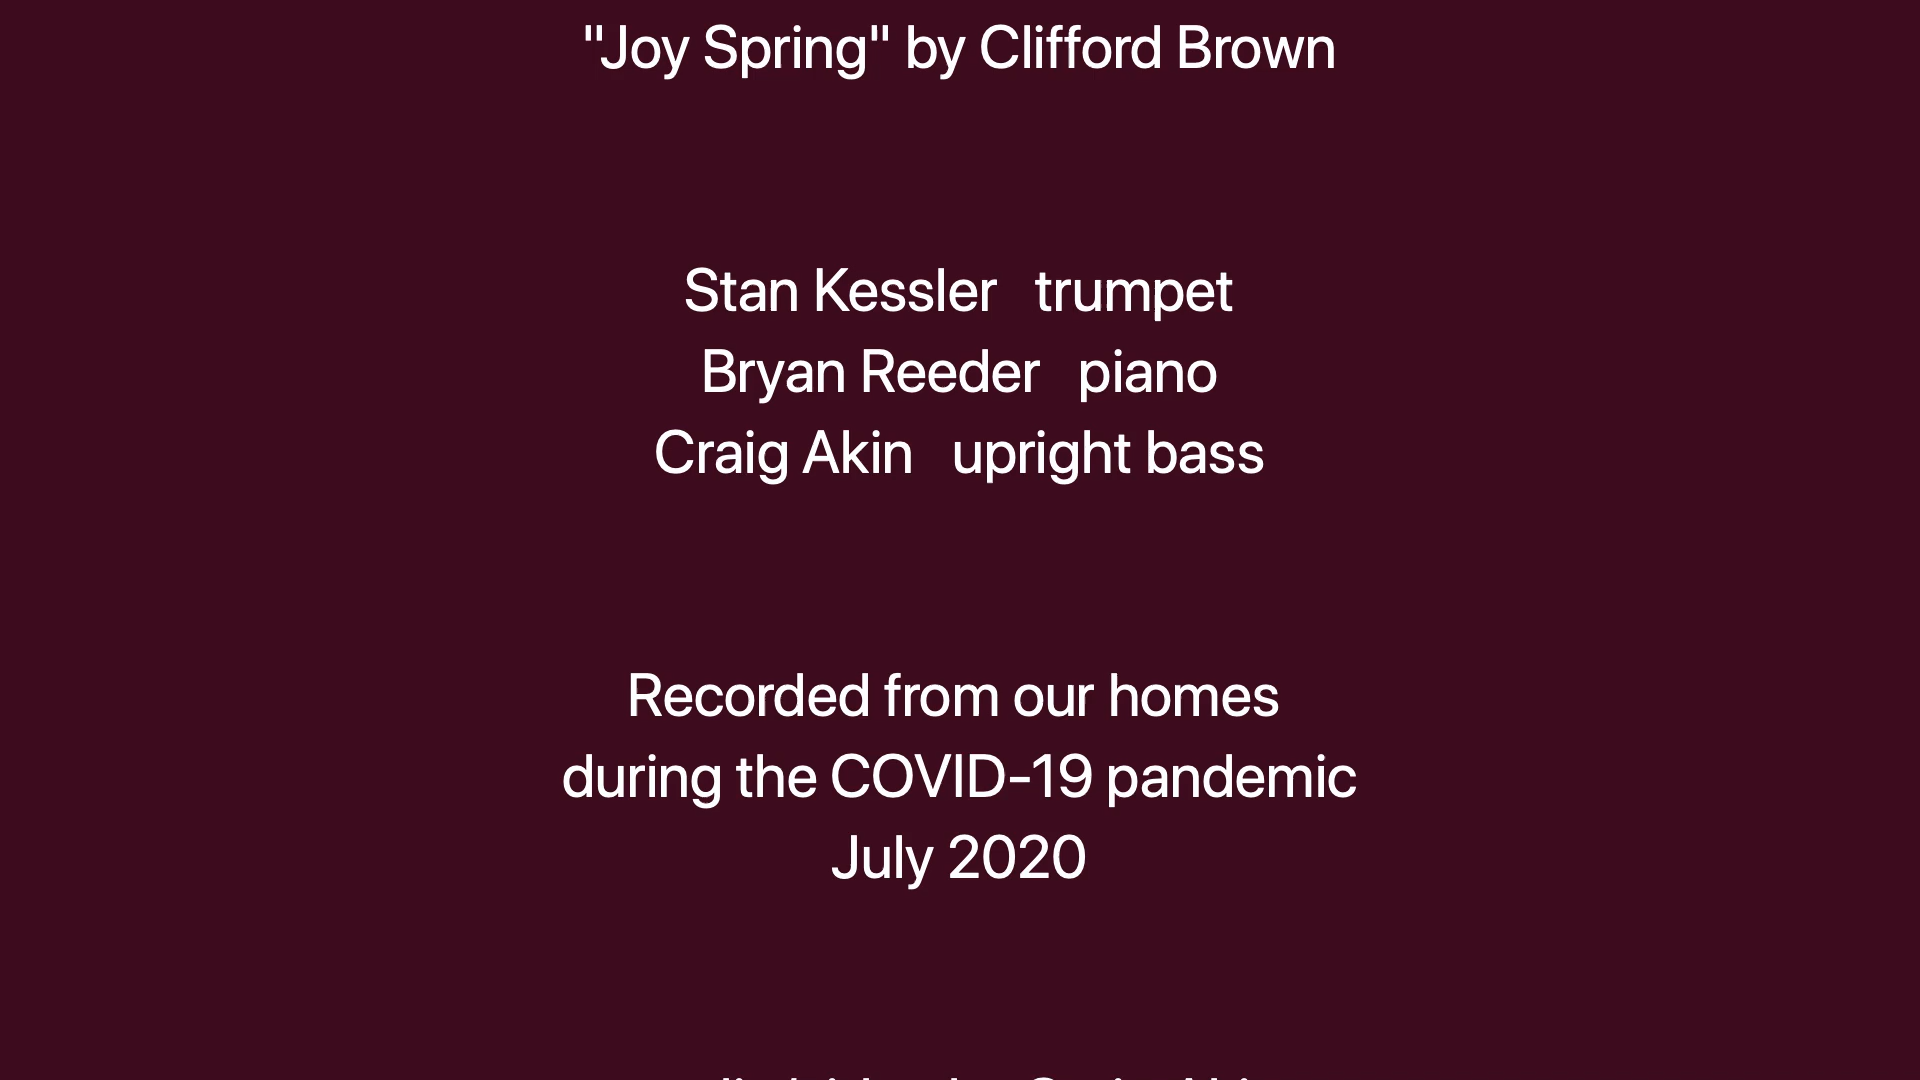 "Joy Spring" by Clifford Brown
Stan Kessler trumpet
Bryan Reeder piano
Craig Akin upright bass
Recorded from our homes
during the COVID-19 pandemic
July 2020